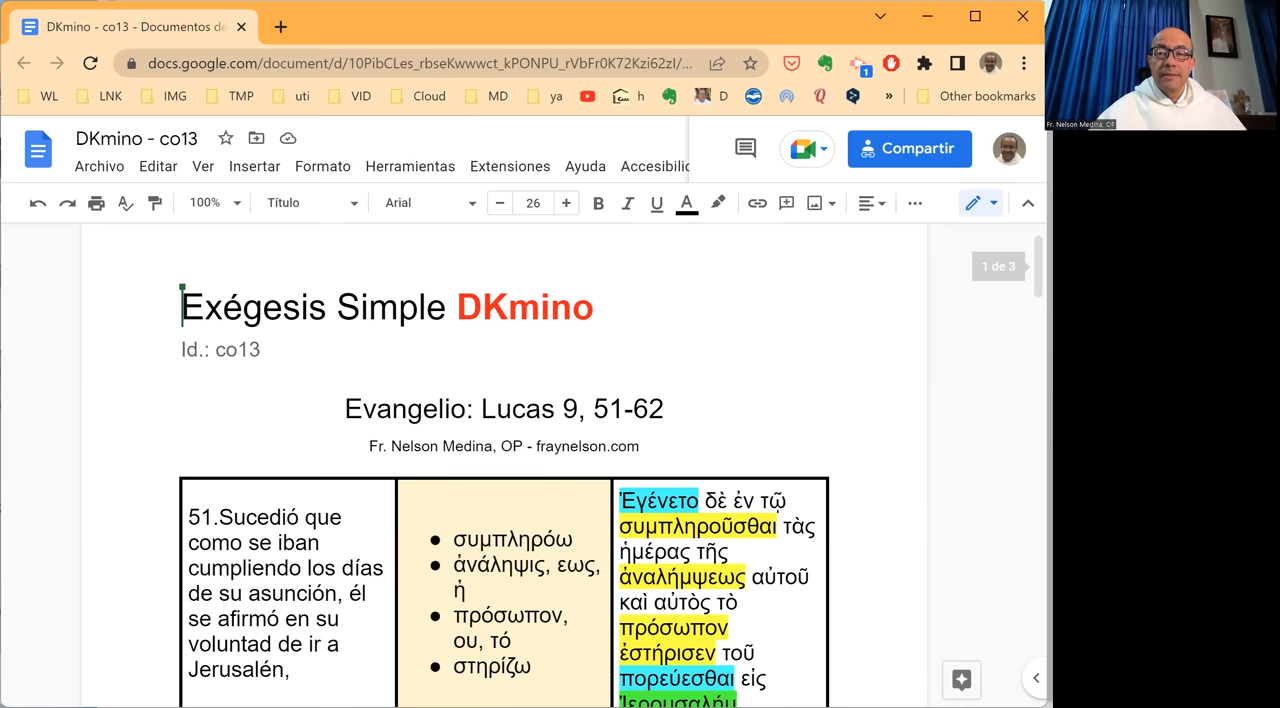 DKmino - co13 - Documentos de
docs.google.com/document/d/10PibCLes_rbseKwwvct_kPONPU_rVbFr0K72Kzi62zI/...
1
WL LNK IMG TMP uti VID Cloud MD ya h D » Other bookmarks
Fr. Nelson Medina, OP
DKmino - co13
Archivo Editar Ver Insertar Formato Herramientas Extensiones Ayuda Accesibilic
Compartir
100% Título Arial 26 B I U A
1 de 3
Exégesis Simple DKmino
Id.: co13
Evangelio: Lucas 9, 51-62
Fr. Nelson Medina, OP - fraynelson.com
51.Sucedió que
como se iban
cumpliendo los días
de su asunción, él
se afirmó en su
voluntad de ir a
Jerusalén,
● συμπληρόω
● ἀνάληψις, εως,
ἡ
● πρόσωπον,
ου, τό
● στηρίζω
Ἐγένετο δὲ ἐν τῷ
συμπληροῦσθαι τὰς
ἡμέρας τῆς
ἀναλήμψεως αὐτοῦ
καὶ αὐτὸς τὸ
πρόσωπον
ἐστήρισεν τοῦ
πορεύεσθαι εἰς
Ἰερουσαλήμ